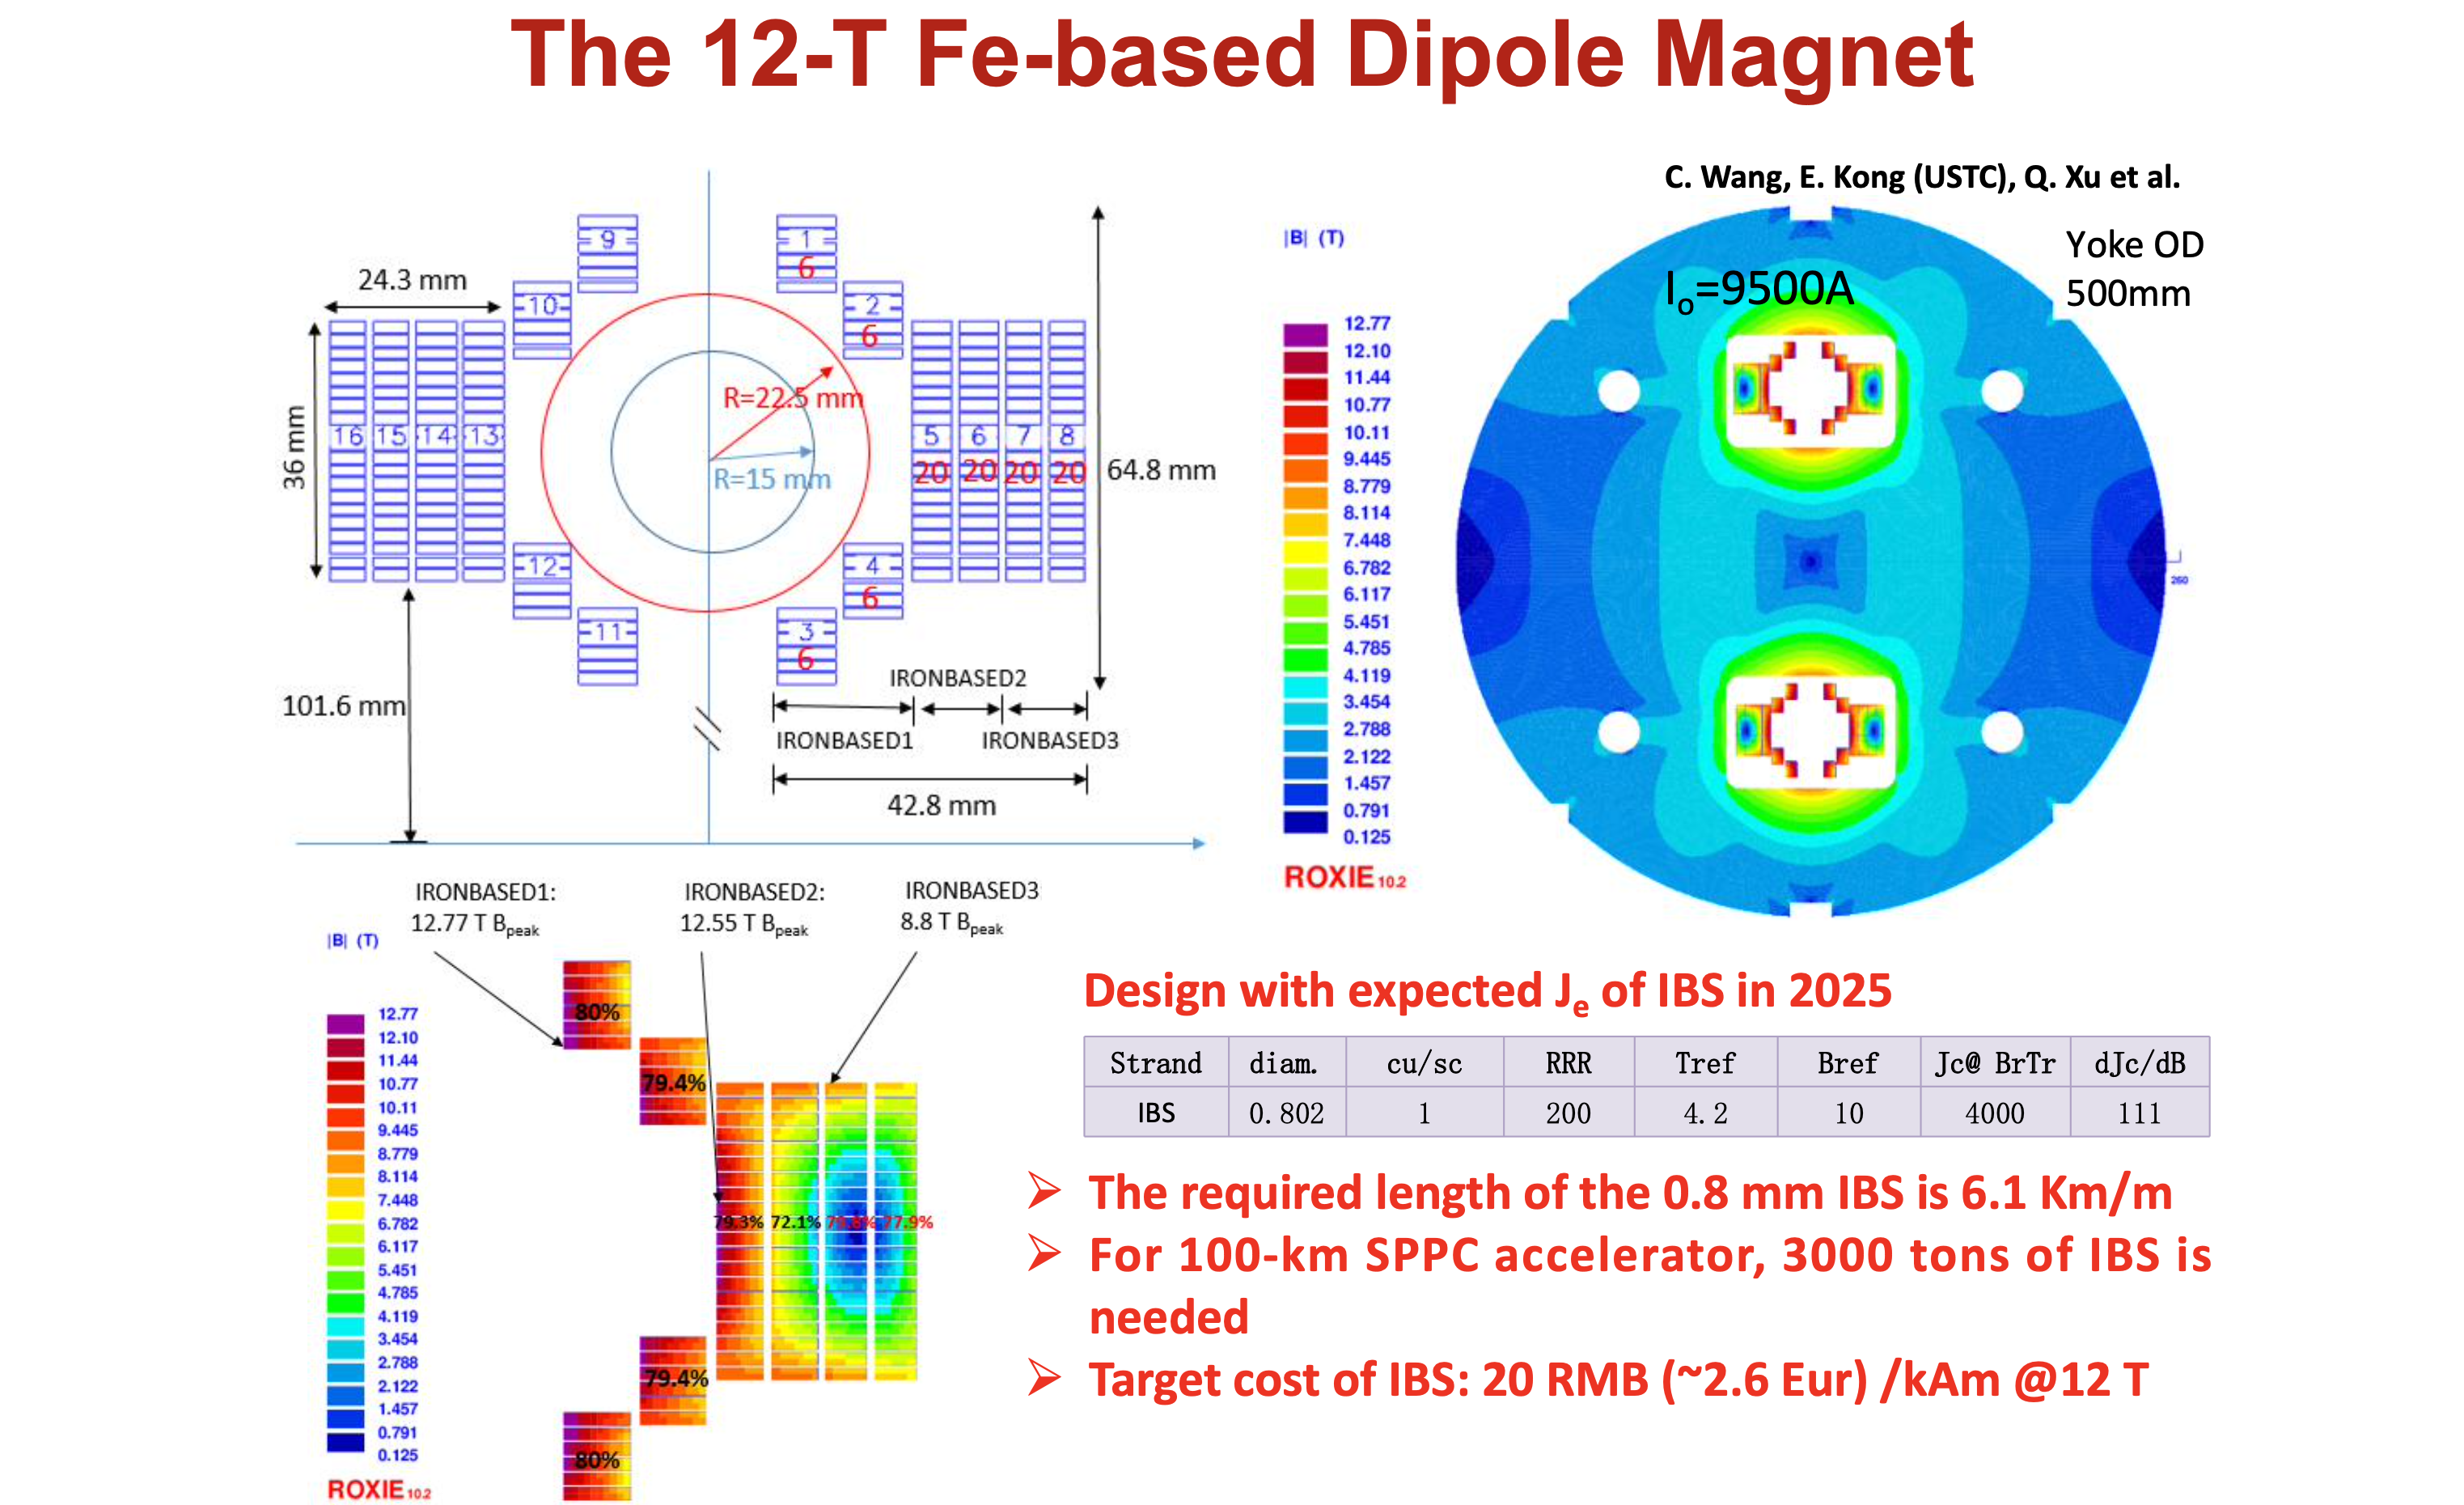 The 12-T Fe-based Dipole Magnet
C. Wang, E. Kong (USTC), Q. Xu et al.
Yoke OD
500mm
Io=9500A
9
1
6
24.3 mm
10
2
6
36 mm
R=22.5 mm
R=15 mm
16 15 14 13
5 6 7 8
20 20 20 20
64.8 mm
12
4
6
11
3
6
101.6 mm
IRONBASED2
IRONBASED1
IRONBASED3
42.8 mm
|B| (T)
12.77
12.10
11.44
10.77
10.11
9.445
8.779
8.114
7.448
6.782
6.117
5.451
4.785
4.119
3.454
2.788
2.122
1.457
0.791
0.125
ROXIE 10.2
260
IRONBASED1:
12.77 T Bpeak
IRONBASED2:
12.55 T Bpeak
IRONBASED3
8.8 T Bpeak
|B| (T)
12.77
12.10
11.44
10.77
10.11
9.445
8.779
8.114
7.448
6.782
6.117
5.451
4.785
4.119
3.454
2.788
2.122
1.457
0.791
0.125
ROXIE 10.2
80%
79.4%
79.3% 72.1% 77.9%
79.4%
80%
Design with expected Je of IBS in 2025
Strand diam. cu/sc RRR Tref Bref Jc@ BrTr dJc/dB
IBS 0.802 1 200 4.2 10 4000 111
➢ The required length of the 0.8 mm IBS is 6.1 Km/m
➢ For 100-km SPPC accelerator, 3000 tons of IBS is
needed
➢ Target cost of IBS: 20 RMB (~2.6 Eur) /kAm @12 T